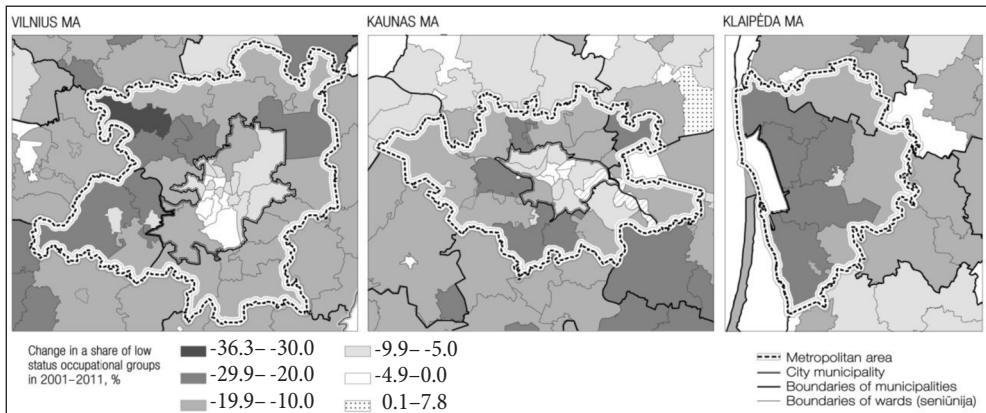 VILNIUS MA
KAUNAS MA
KLAIPĖDA MA
Change in a share of low
status occupational groups
in 2001–2011, %
-36.3– -30.0
-29.9– -20.0
-19.9– -10.0
-9.9– -5.0
-4.9–0.0
0.1–7.8
Metropolitan area
City municipality
Boundaries of municipalities
Boundaries of wards (seniūnija)